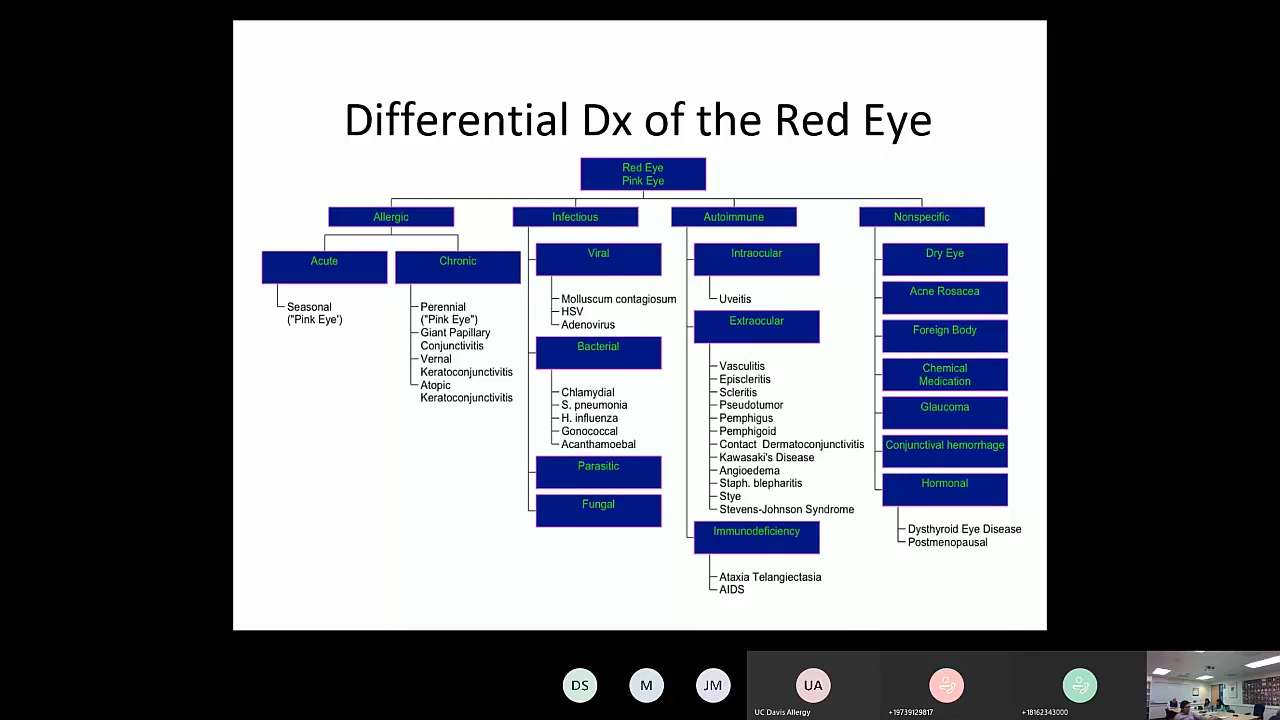 Differential Dx of the Red Eye
Red Eye
Pink Eye
Allergic
Infectious
Autoimmune
Nonspecific
Acute
Seasonal
("Pink Eye')
Chronic
Perennial
("Pink Eye")
Giant Papillary
Conjunctivitis
Vernal
Keratoconjunctivitis
Atopic
Keratoconjunctivitis
Viral
Molluscum contagiosum
HSV
Adenovirus
Bacterial
Chlamydial
S. pneumonia
H. influenza
Gonococcal
Acanthamoebal
Parasitic
Fungal
Intraocular
Uveitis
Extraocular
Vasculitis
Episcleritis
Scleritis
Pseudotumor
Pemphigus
Pemphigoid
Contact Dermatoconjunctivitis
Kawasaki's Disease
Angioedema
Staph. blepharitis
Stye
Stevens-Johnson Syndrome
Immunodeficiency
Ataxia Telangiectasia
AIDS
Dry Eye
Acne Rosacea
Foreign Body
Chemical
Medication
Glaucoma
Conjunctival hemorrhage
Hormonal
Dysthyroid Eye Disease
Postmenopausal
DS
M
JM
UA
UC Davis Allergy
+19739129817
+18162343000